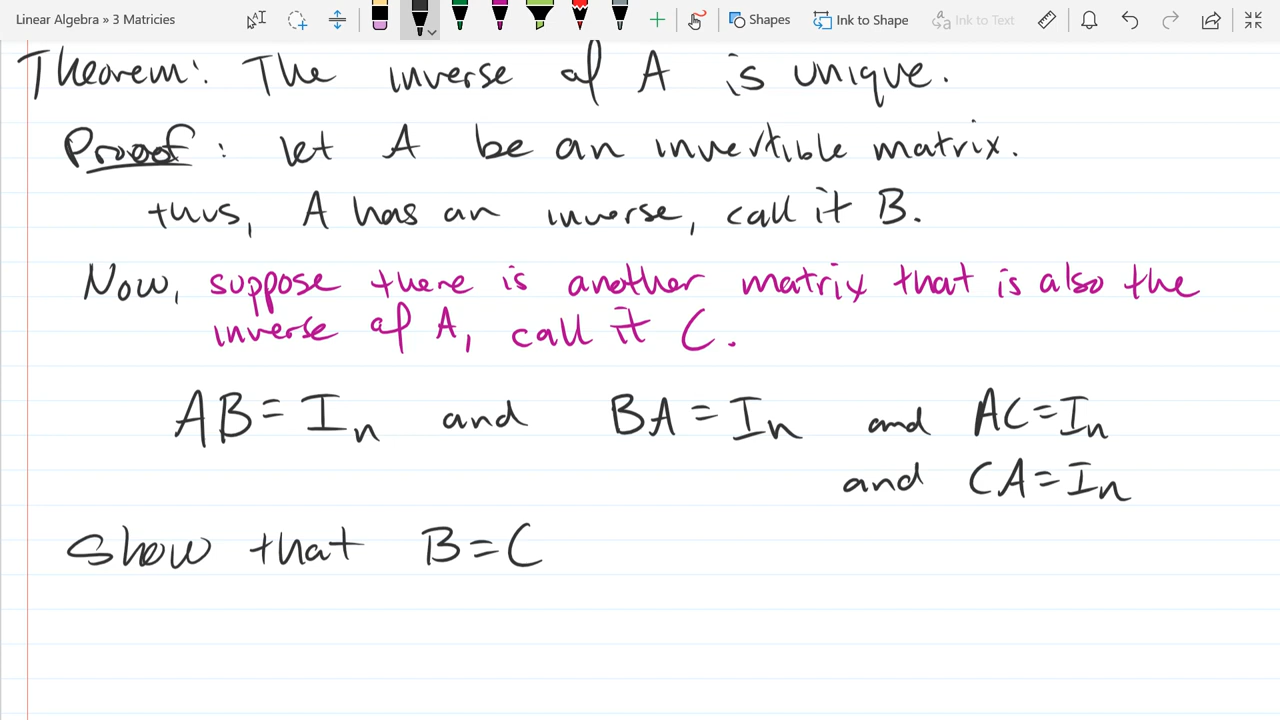 Linear Algebra » 3 Matricies
Shapes
Ink to Shape
Ink to Text
Theorem: The inverse of A is unique.
Proof: let A be an invertible matrix.
thus, A has an inverse, call it B.
Now, suppose there is another matrix that is also the
inverse of A, call it C.
AB = In and BA = In and AC = In
and CA = In
Show that B = C